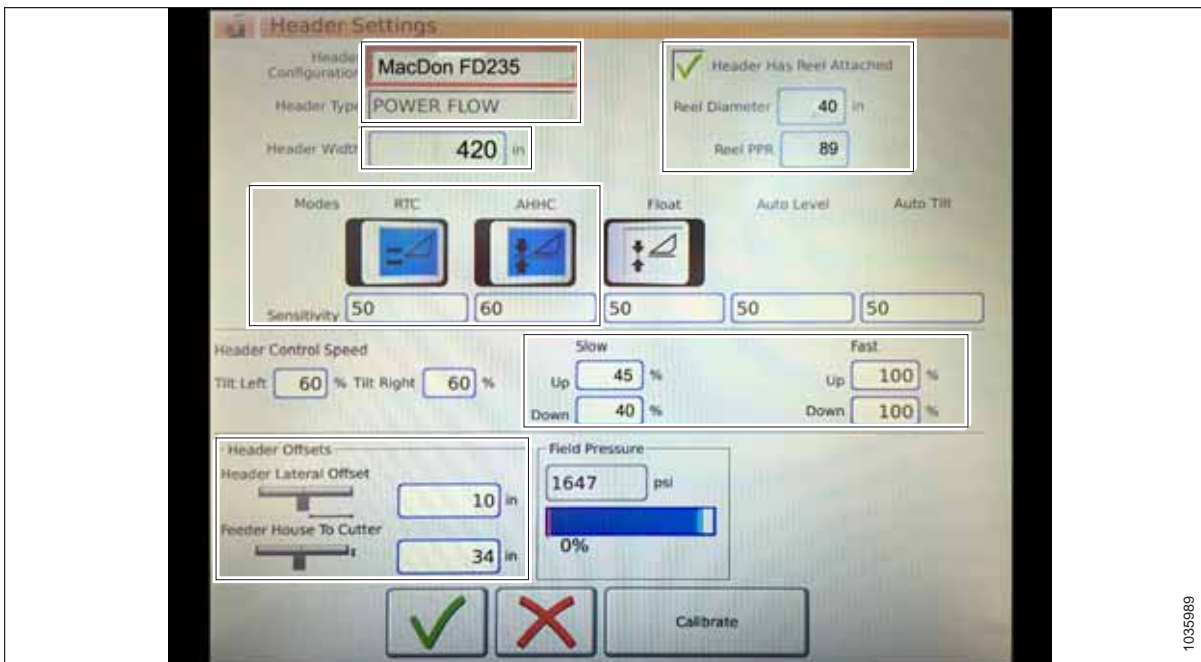 Header Settings
Header Configuration MacDon FD235
Header Type POWER FLOW
Header Width 420 in
Header Has Reel Attached
Reel Diameter 40 in
Reel PPR 89
Modes RTC AHHC Float Auto Level Auto Tilt
Sensitivity 50 60 50 50 50
Header Control Speed
Tilt Left 60 % Tilt Right 60 %
Slow Fast
Up 45 % Up 100 %
Down 40 % Down 100 %
Header Offsets
Header Lateral Offset
10 in
Feeder House To Cutter
34 in
Field Pressure
1647 psi
0%
Calibrate
1035989